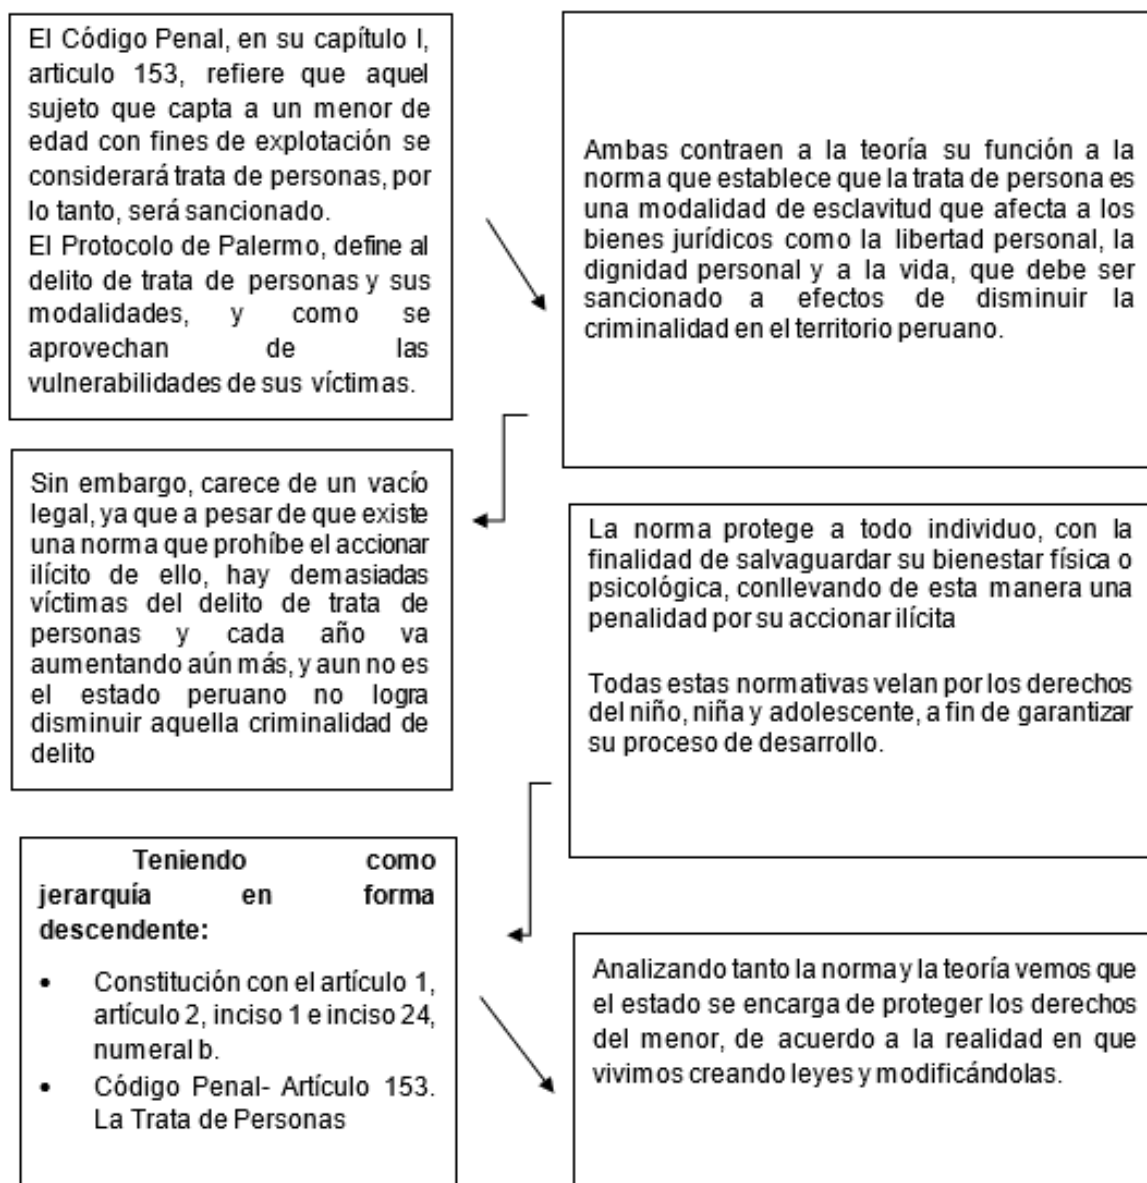 El Código Penal, en su capítulo I,
articulo 153, refiere que aquel
sujeto que capta a un menor de
edad con fines de explotación se
considerará trata de personas, por
lo tanto, será sancionado.
El Protocolo de Palermo, define al
delito de trata de personas y sus
modalidades, y como se
aprovechan de las
vulnerabilidades de sus víctimas.
Ambas contraen a la teoría su función a la
norma que establece que la trata de persona es
una modalidad de esclavitud que afecta a los
bienes jurídicos como la libertad personal, la
dignidad personal y a la vida, que debe ser
sancionado a efectos de disminuir la
criminalidad en el territorio peruano.
Sin embargo, carece de un vacío
legal, ya que a pesar de que existe
una norma que prohíbe el accionar
ilícito de ello, hay demasiadas
víctimas del delito de trata de
personas y cada año va
aumentando aún más, y aun no es
el estado peruano no logra
disminuir aquella criminalidad de
delito
La norma protege a todo individuo, con la
finalidad de salvaguardar su bienestar física o
psicológica, conllevando de esta manera una
penalidad por su accionar ilícita
Todas estas normativas velan por los derechos
del niño, niña y adolescente, a fin de garantizar
su proceso de desarrollo.
Teniendo como
jerarquía en forma
descendente:
• Constitución con el artículo 1,
artículo 2, inciso 1 e inciso 24,
numeral b.
• Código Penal- Artículo 153.
La Trata de Personas
Analizando tanto la norma y la teoría vemos que
el estado se encarga de proteger los derechos
del menor, de acuerdo a la realidad en que
vivimos creando leyes y modificándolas.